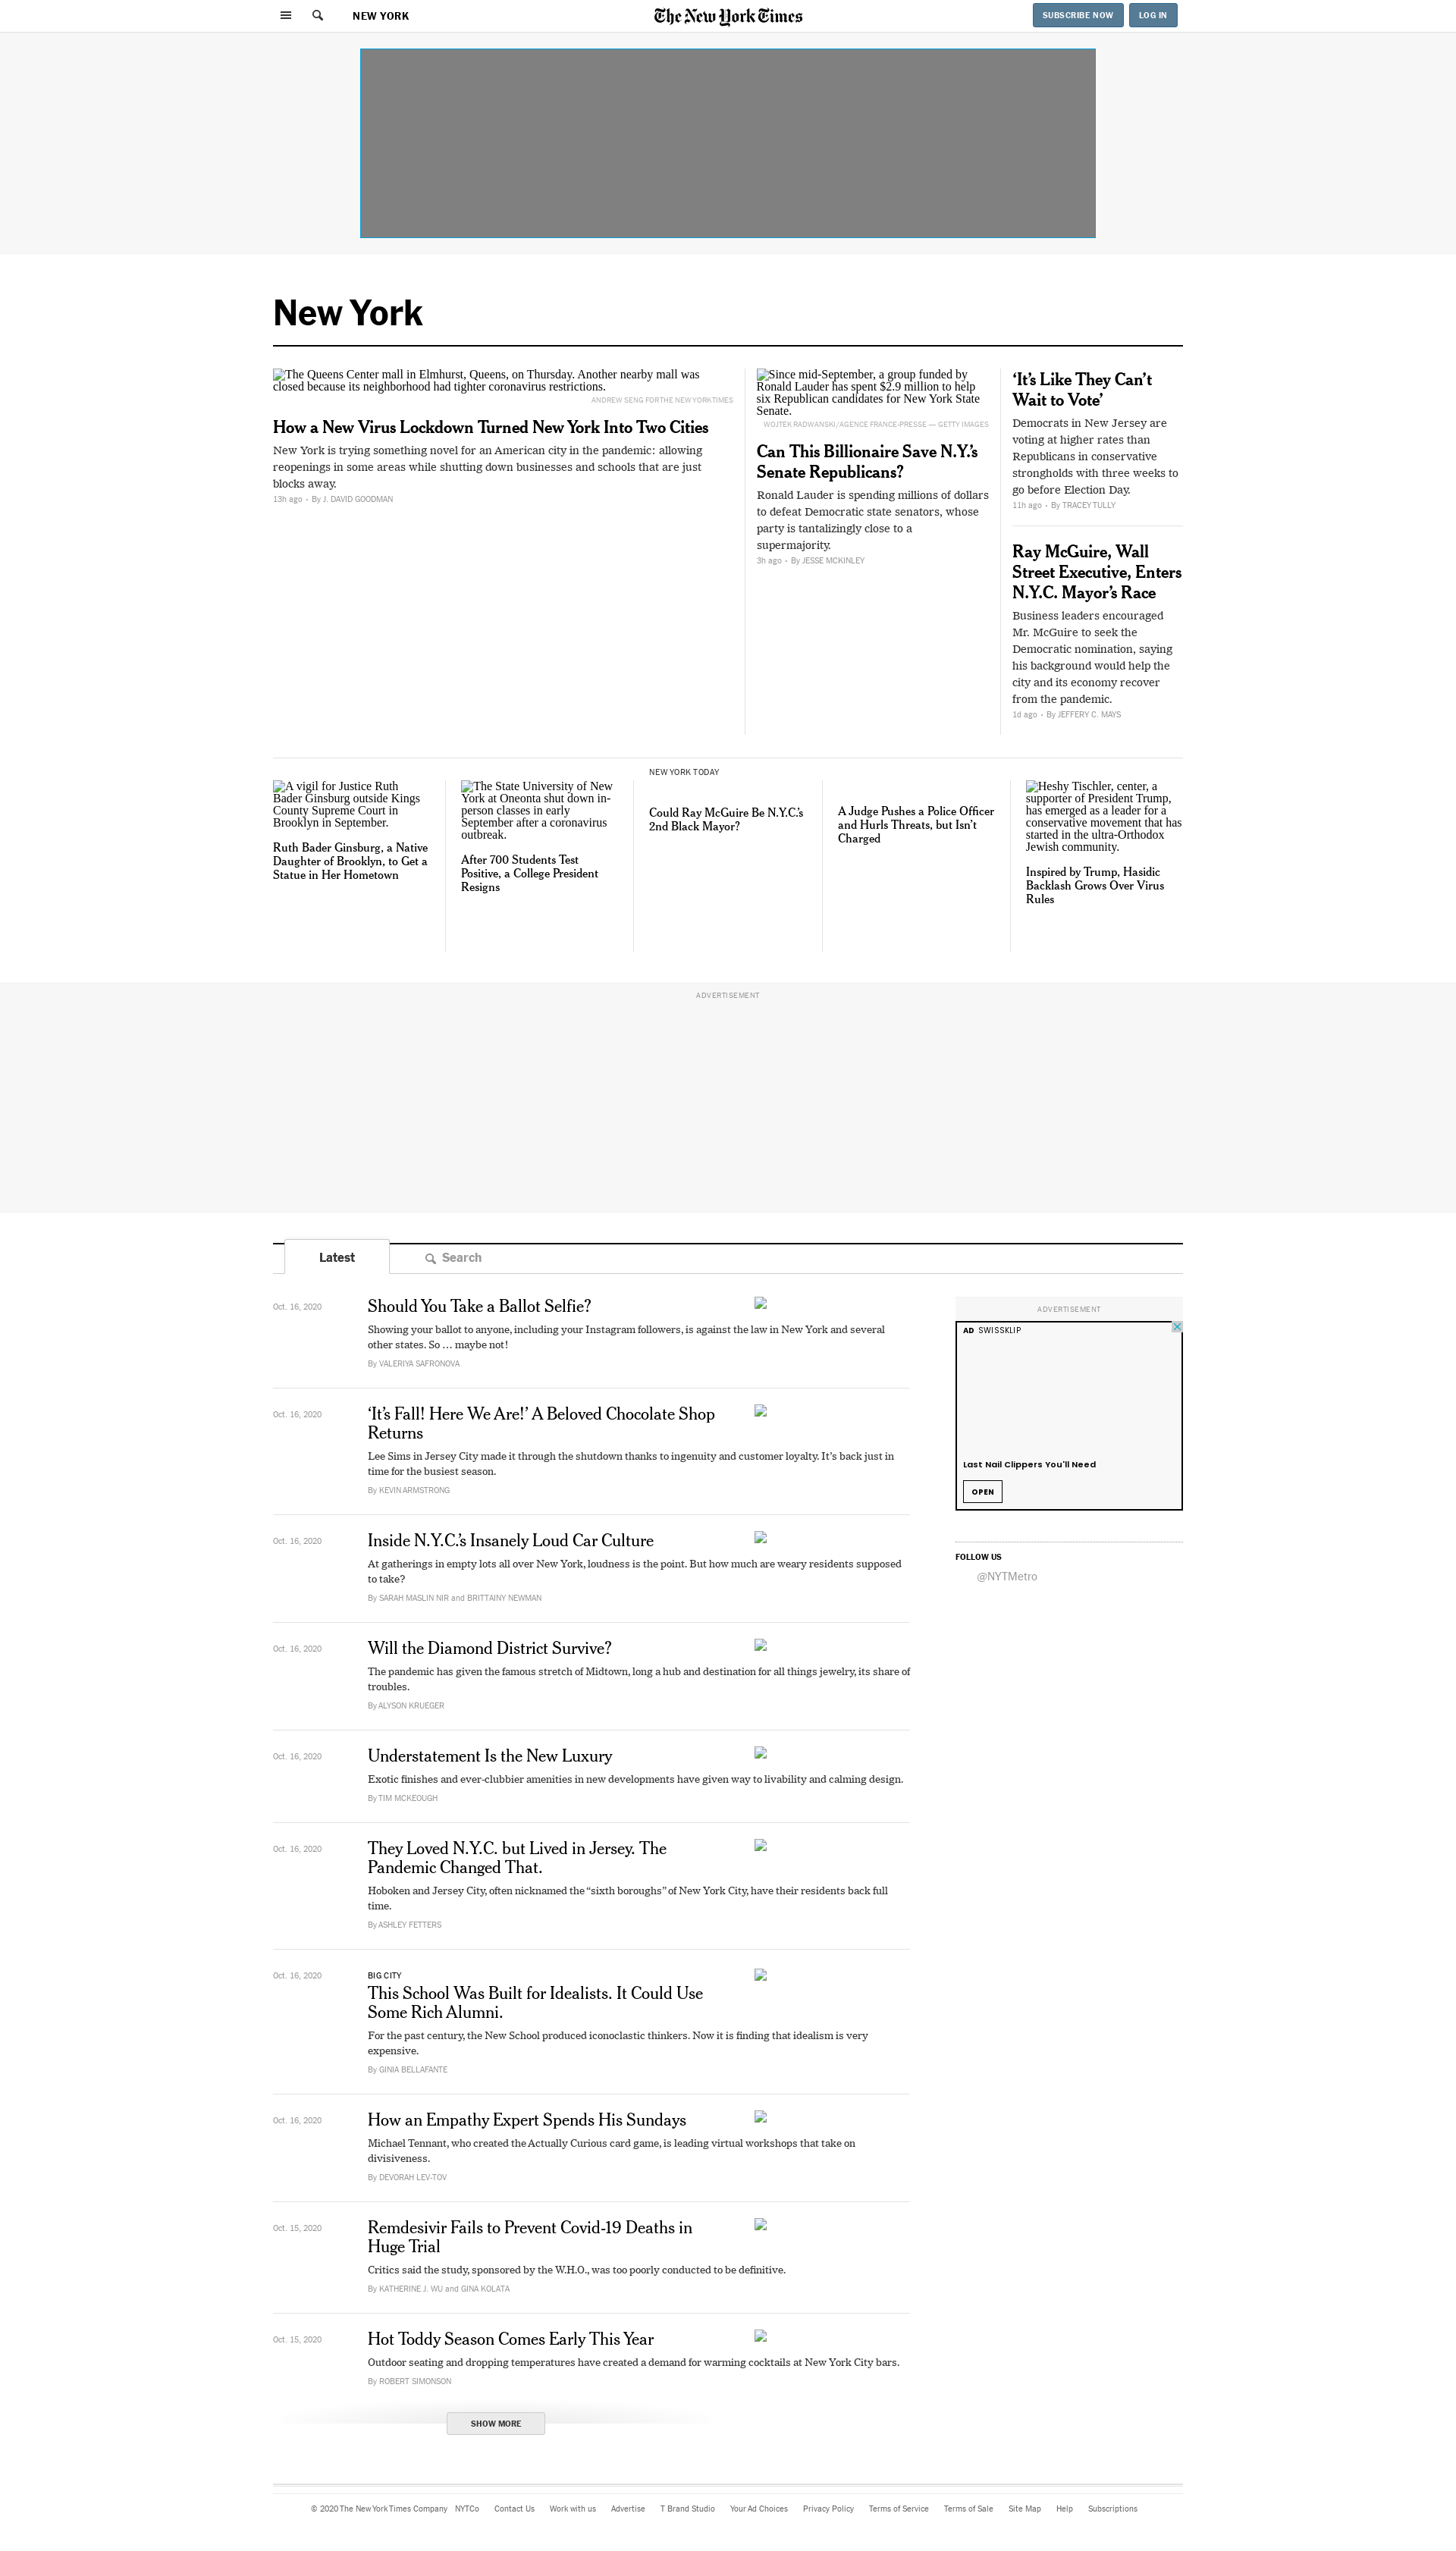 NEW YORK
The New York Times
SUBSCRIBE NOW
LOG IN
New York
The Queens Center mall in Elmhurst, Queens, on Thursday. Another nearby mall was
closed because its neighborhood had tighter coronavirus restrictions.
ANDREW SENG FOR THE NEW YORK TIMES
How a New Virus Lockdown Turned New York Into Two Cities
New York is trying something novel for an American city in the pandemic: allowing
reopenings in some areas while shutting down businesses and schools that are just
blocks away.
13h ago · By J. DAVID GOODMAN
Since mid-September, a group funded by
Ronald Lauder has spent $2.9 million to help
six Republican candidates for New York State
Senate.
WOJTEK RADWANSKI/AGENCE FRANCE-PRESSE — GETTY IMAGES
Can This Billionaire Save N.Y.’s
Senate Republicans?
Ronald Lauder is spending millions of dollars
to defeat Democratic state senators, whose
party is tantalizingly close to a
supermajority.
3h ago · By JESSE MCKINLEY
‘It’s Like They Can’t
Wait to Vote’
Democrats in New Jersey are
voting at higher rates than
Republicans in conservative
strongholds with three weeks to
go before Election Day.
11h ago · By TRACEY TULLY
Ray McGuire, Wall
Street Executive, Enters
N.Y.C. Mayor’s Race
Business leaders encouraged
Mr. McGuire to seek the
Democratic nomination, saying
his background would help the
city and its economy recover
from the pandemic.
1d ago · By JEFFERY C. MAYS
A vigil for Justice Ruth
Bader Ginsburg outside Kings
County Supreme Court in
Brooklyn in September.
Ruth Bader Ginsburg, a Native
Daughter of Brooklyn, to Get a
Statue in Her Hometown
The State University of New
York at Oneonta shut down in-
person classes in early
September after a coronavirus
outbreak.
After 700 Students Test
Positive, a College President
Resigns
NEW YORK TODAY
Could Ray McGuire Be N.Y.C.’s
2nd Black Mayor?
A Judge Pushes a Police Officer
and Hurls Threats, but Isn’t
Charged
Heshy Tischler, center, a
supporter of President Trump,
has emerged as a leader for a
conservative movement that has
started in the ultra-Orthodox
Jewish community.
Inspired by Trump, Hasidic
Backlash Grows Over Virus
Rules
ADVERTISEMENT
Latest
Search
Oct. 16, 2020
Should You Take a Ballot Selfie?
Showing your ballot to anyone, including your Instagram followers, is against the law in New York and several
other states. So … maybe not!
By VALERIYA SAFRONOVA
Oct. 16, 2020
‘It’s Fall! Here We Are!’ A Beloved Chocolate Shop
Returns
Lee Sims in Jersey City made it through the shutdown thanks to ingenuity and customer loyalty. It’s back just in
time for the busiest season.
By KEVIN ARMSTRONG
Oct. 16, 2020
Inside N.Y.C.’s Insanely Loud Car Culture
At gatherings in empty lots all over New York, loudness is the point. But how much are weary residents supposed
to take?
By SARAH MASLIN NIR and BRITTAINY NEWMAN
Oct. 16, 2020
Will the Diamond District Survive?
The pandemic has given the famous stretch of Midtown, long a hub and destination for all things jewelry, its share of
troubles.
By ALYSON KRUEGER
Oct. 16, 2020
Understatement Is the New Luxury
Exotic finishes and ever-clubbier amenities in new developments have given way to livability and calming design.
By TIM MCKEOUGH
Oct. 16, 2020
They Loved N.Y.C. but Lived in Jersey. The
Pandemic Changed That.
Hoboken and Jersey City, often nicknamed the “sixth boroughs” of New York City, have their residents back full
time.
By ASHLEY FETTERS
Oct. 16, 2020
BIG CITY
This School Was Built for Idealists. It Could Use
Some Rich Alumni.
For the past century, the New School produced iconoclastic thinkers. Now it is finding that idealism is very
expensive.
By GINIA BELLAFANTE
Oct. 16, 2020
How an Empathy Expert Spends His Sundays
Michael Tennant, who created the Actually Curious card game, is leading virtual workshops that take on
divisiveness.
By DEVORAH LEV-TOV
Oct. 15, 2020
Remdesivir Fails to Prevent Covid-19 Deaths in
Huge Trial
Critics said the study, sponsored by the W.H.O., was too poorly conducted to be definitive.
By KATHERINE J. WU and GINA KOLATA
Oct. 15, 2020
Hot Toddy Season Comes Early This Year
Outdoor seating and dropping temperatures have created a demand for warming cocktails at New York City bars.
By ROBERT SIMONSON
SHOW MORE
ADVERTISEMENT
AD SWISSKLIP
Last Nail Clippers You'll Need
OPEN
FOLLOW US
@NYTMetro
© 2020 The New York Times Company NYTCo Contact Us Work with us Advertise T Brand Studio Your Ad Choices Privacy Policy Terms of Service Terms of Sale Site Map Help Subscriptions